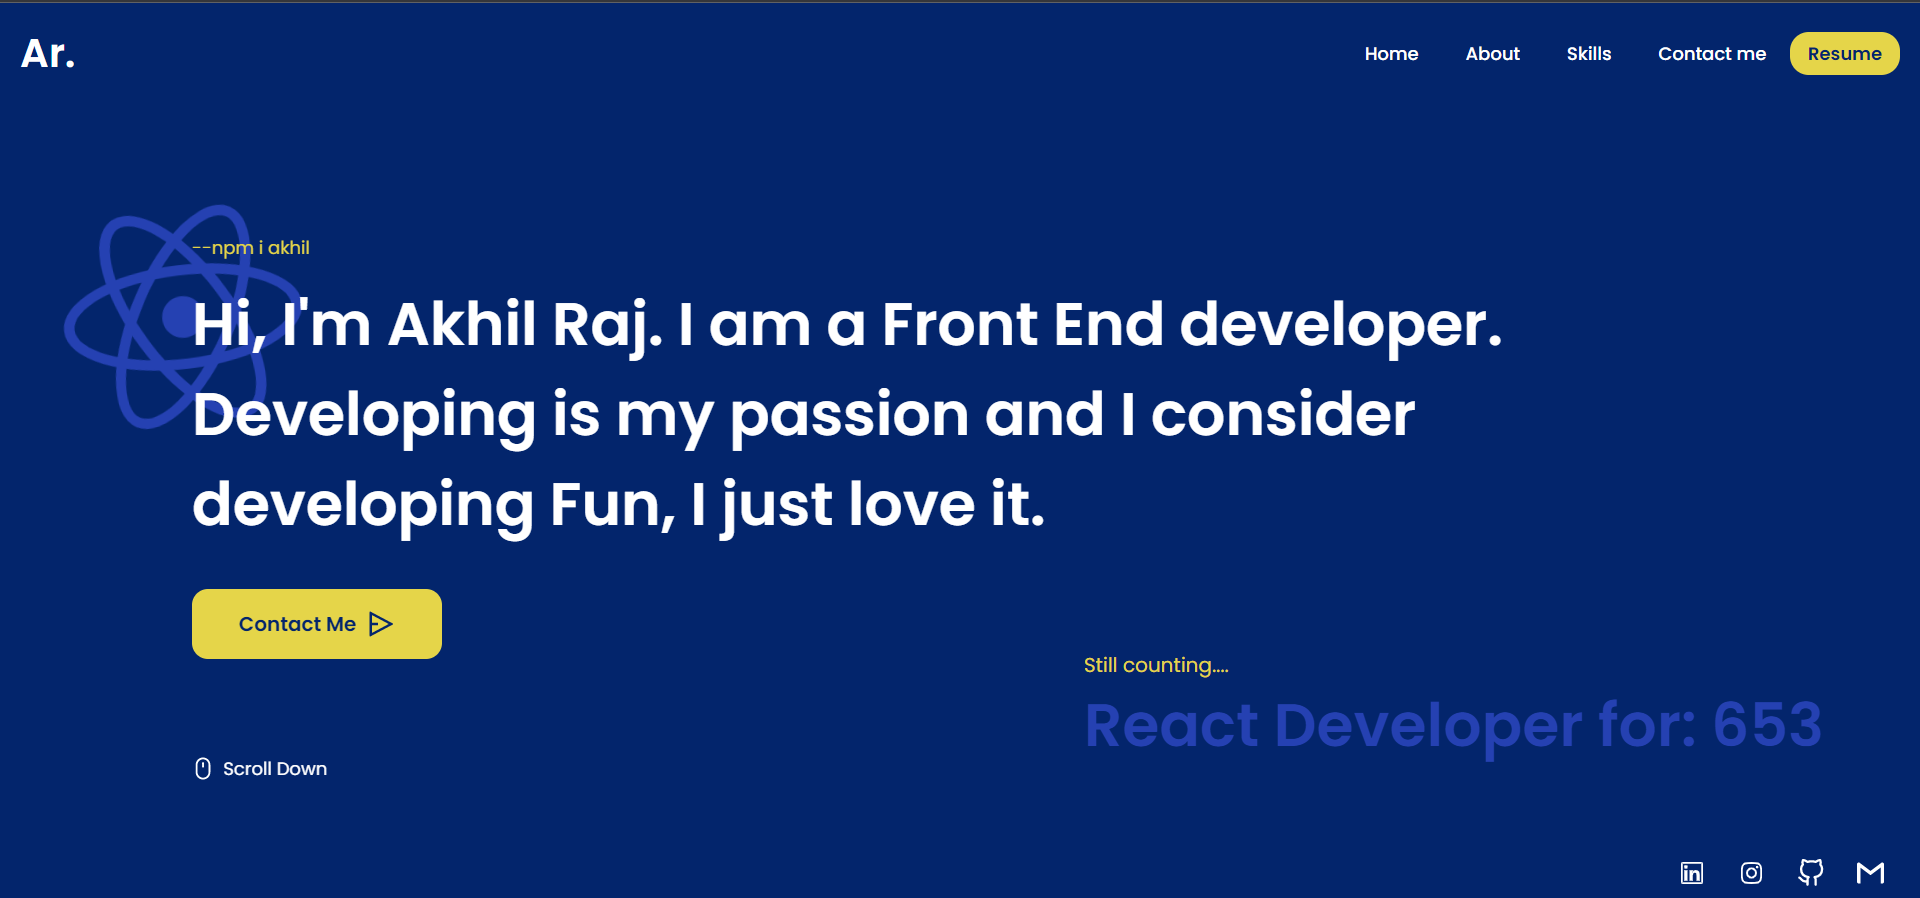 Ar.
Home About Skills Contact me Resume
--npm i akhil
Hi, I'm Akhil Raj. I am a Front End developer.
Developing is my passion and I consider
developing Fun, I just love it.
Contact Me
Still counting....
React Developer for: 653
Scroll Down